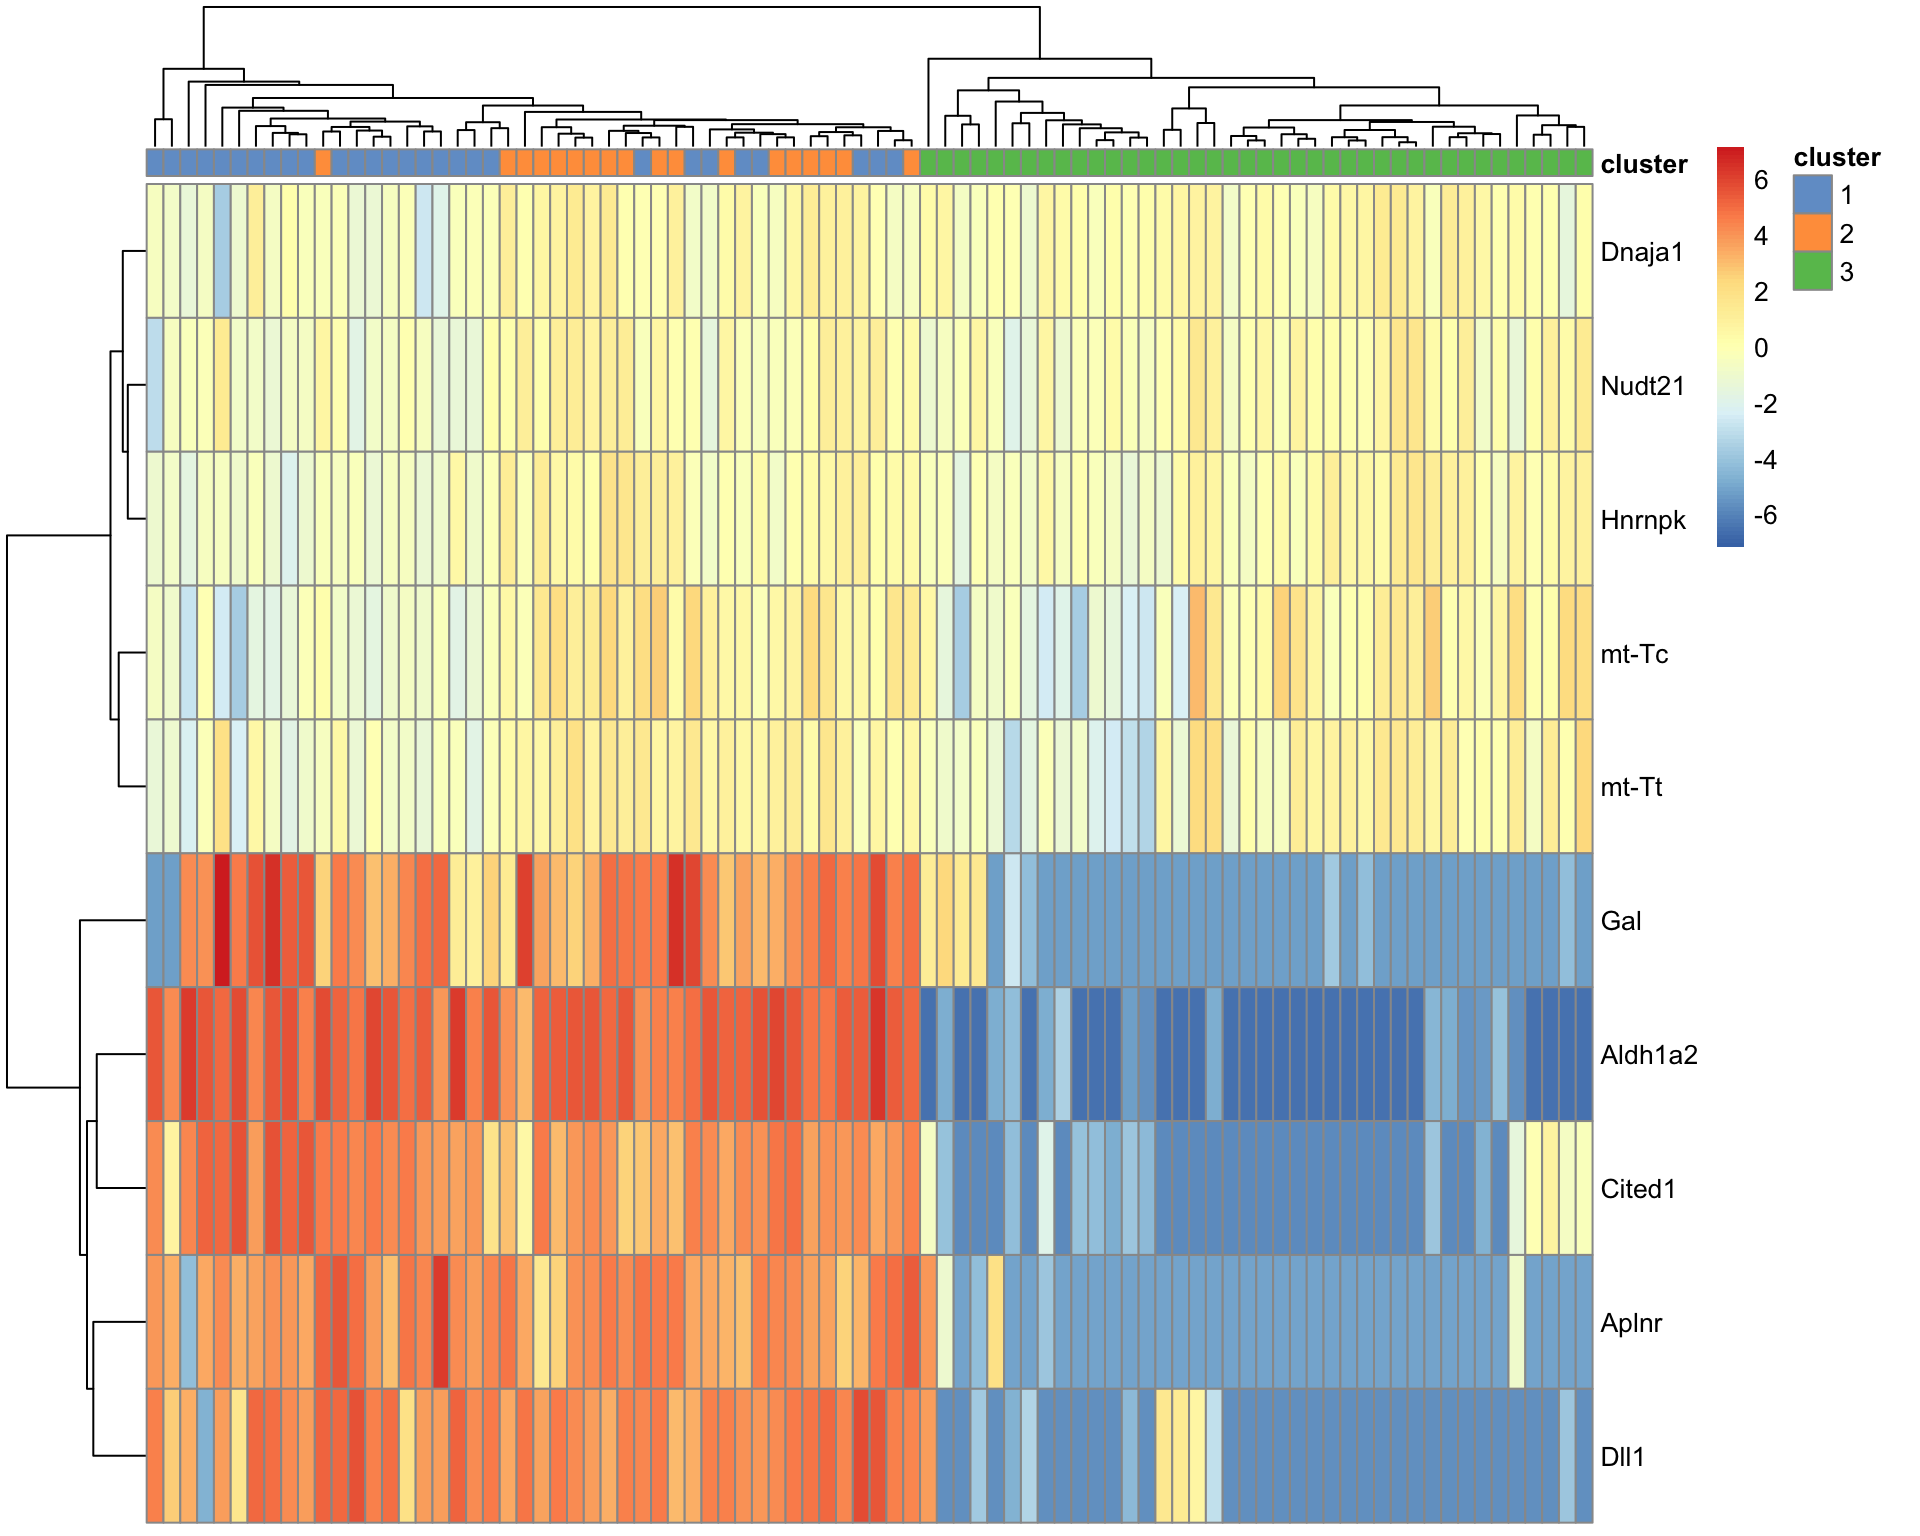 cluster
6
4
2
0
-2
-4
-6
cluster
1
2
3
Dnaja1
Nudt21
Hnrnpk
mt-Tc
mt-Tt
Gal
Aldh1a2
Cited1
Aplnr
Dll1